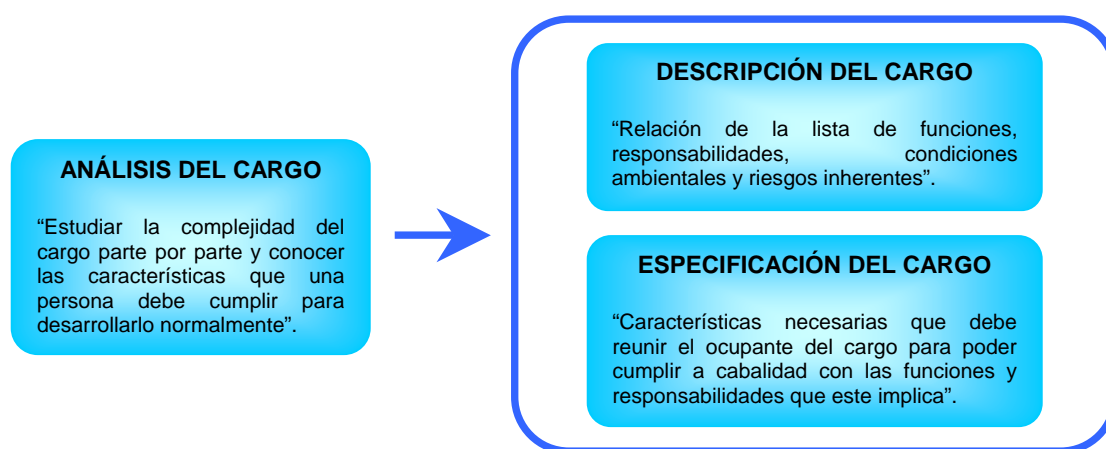 ANÁLISIS DEL CARGO
“Estudiar la complejidad del
cargo parte por parte y conocer
las características que una
persona debe cumplir para
desarrollarlo normalmente”.
DESCRIPCIÓN DEL CARGO
“Relación de la lista de funciones,
responsabilidades, condiciones
ambientales y riesgos inherentes”.
ESPECIFICACIÓN DEL CARGO
“Características necesarias que debe
reunir el ocupante del cargo para poder
cumplir a cabalidad con las funciones y
responsabilidades que este implica”.